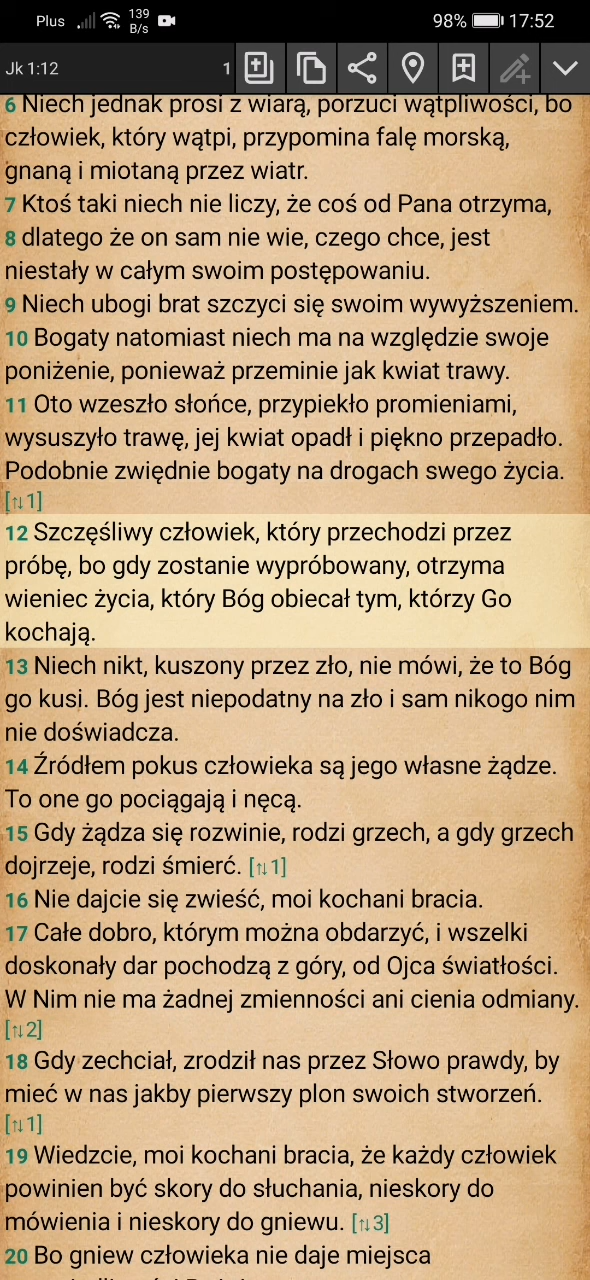 Plus 139 B/s 98% 17:52
Jk 1:12 1
6 Niech jednak prosi z wiarą, porzuci wątpliwości, bo
człowiek, który wątpi, przypomina falę morską,
gnaną i miotaną przez wiatr.
7 Ktoś taki niech nie liczy, że coś od Pana otrzyma,
8 dlatego że on sam nie wie, czego chce, jest
niestały w całym swoim postępowaniu.
9 Niech ubogi brat szczyci się swoim wywyższeniem.
10 Bogaty natomiast niech ma na względzie swoje
poniżenie, ponieważ przeminie jak kwiat trawy.
11 Oto wzeszło słońce, przypiekło promieniami,
wysuszyło trawę, jej kwiat opadł i piękno przepadło.
Podobnie zwiędnie bogaty na drogach swego życia.
[↑↓1]
12 Szczęśliwy człowiek, który przechodzi przez
próbę, bo gdy zostanie wypróbowany, otrzyma
wieniec życia, który Bóg obiecał tym, którzy Go
kochają.
13 Niech nikt, kuszony przez zło, nie mówi, że to Bóg
go kusi. Bóg jest niepodatny na zło i sam nikogo nim
nie doświadcza.
14 Źródłem pokus człowieka są jego własne żądze.
To one go pociągają i nęcą.
15 Gdy żądza się rozwinie, rodzi grzech, a gdy grzech
dojrzeje, rodzi śmierć. [↑↓1]
16 Nie dajcie się zwieść, moi kochani bracia.
17 Całe dobro, którym można obdarzyć, i wszelki
doskonały dar pochodzą z góry, od Ojca światłości.
W Nim nie ma żadnej zmienności ani cienia odmiany.
[↑↓2]
18 Gdy zechciał, zrodził nas przez Słowo prawdy, by
mieć w nas jakby pierwszy plon swoich stworzeń.
[↑↓1]
19 Wiedzcie, moi kochani bracia, że każdy człowiek
powinien być skory do słuchania, nieskory do
mówienia i nieskory do gniewu. [↑↓3]
20 Bo gniew człowieka nie daje miejsca